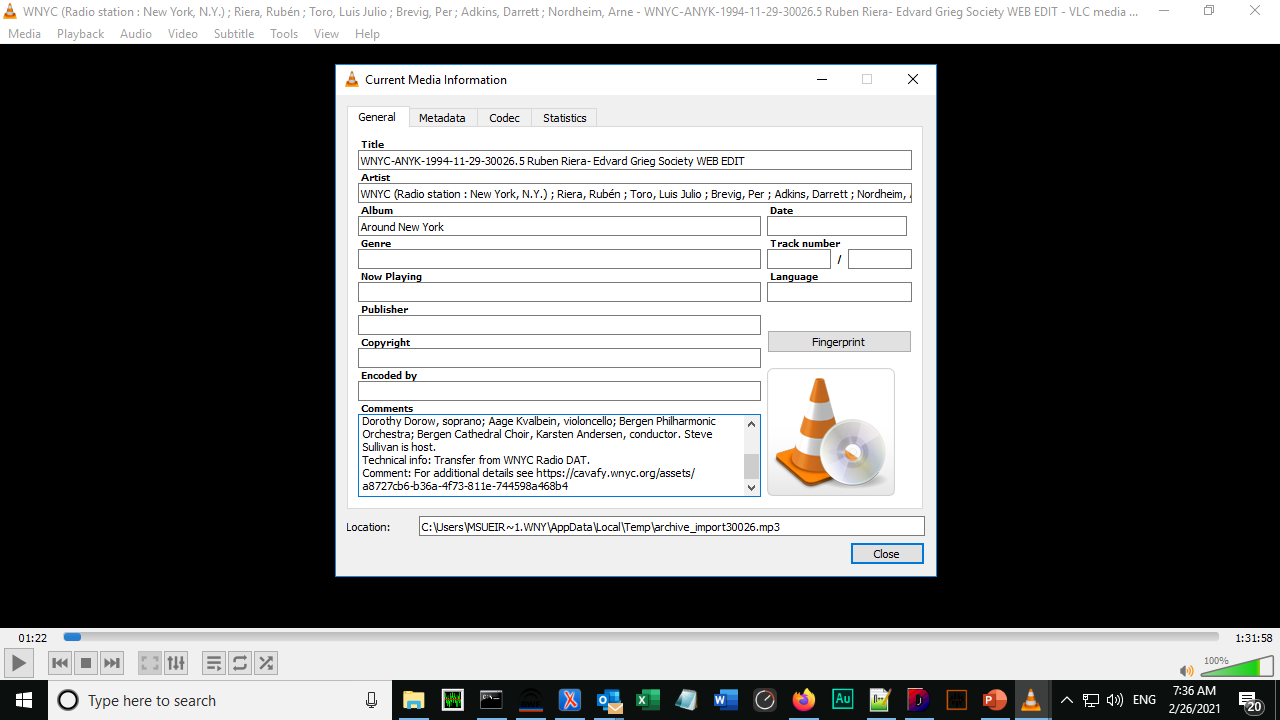 WNYC (Radio station : New York, N.Y.) ; Riera, Rubén ; Toro, Luis Julio ; Brevig, Per ; Adkins, Darrett ; Nordheim, Arne - WNYC-ANYK-1994-11-29-30026.5 Ruben Riera- Edvard Grieg Society WEB EDIT - VLC media ...
Media Playback Audio Video Subtitle Tools View Help
Current Media Information
General Metadata Codec Statistics
Title
WNYC-ANYK-1994-11-29-30026.5 Ruben Riera- Edvard Grieg Society WEB EDIT
Artist
WNYC (Radio station : New York, N.Y.) ; Riera, Rubén ; Toro, Luis Julio ; Brevig, Per ; Adkins, Darrett ; Nordheim,
Album Date
Around New York
Genre Track number
/
Now Playing Language
Publisher
Copyright Fingerprint
Encoded by
Comments
Dorothy Dorow, soprano; Aage Kvalbein, violoncello; Bergen Philharmonic
Orchestra; Bergen Cathedral Choir, Karsten Andersen, conductor. Steve
Sullivan is host.
Technical info: Transfer from WNYC Radio DAT.
Comment: For additional details see https://cavafy.wnyc.org/assets/
a8727cb6-b36a-4f73-811e-744598a468b4
Location: C:\Users\MSUEIR~1.WNY\AppData\Local\Temp\archive_import30026.mp3
Close
01:22 1:31:58
100%
Type here to search
Au
ENG
7:36 AM
2/26/2021
20